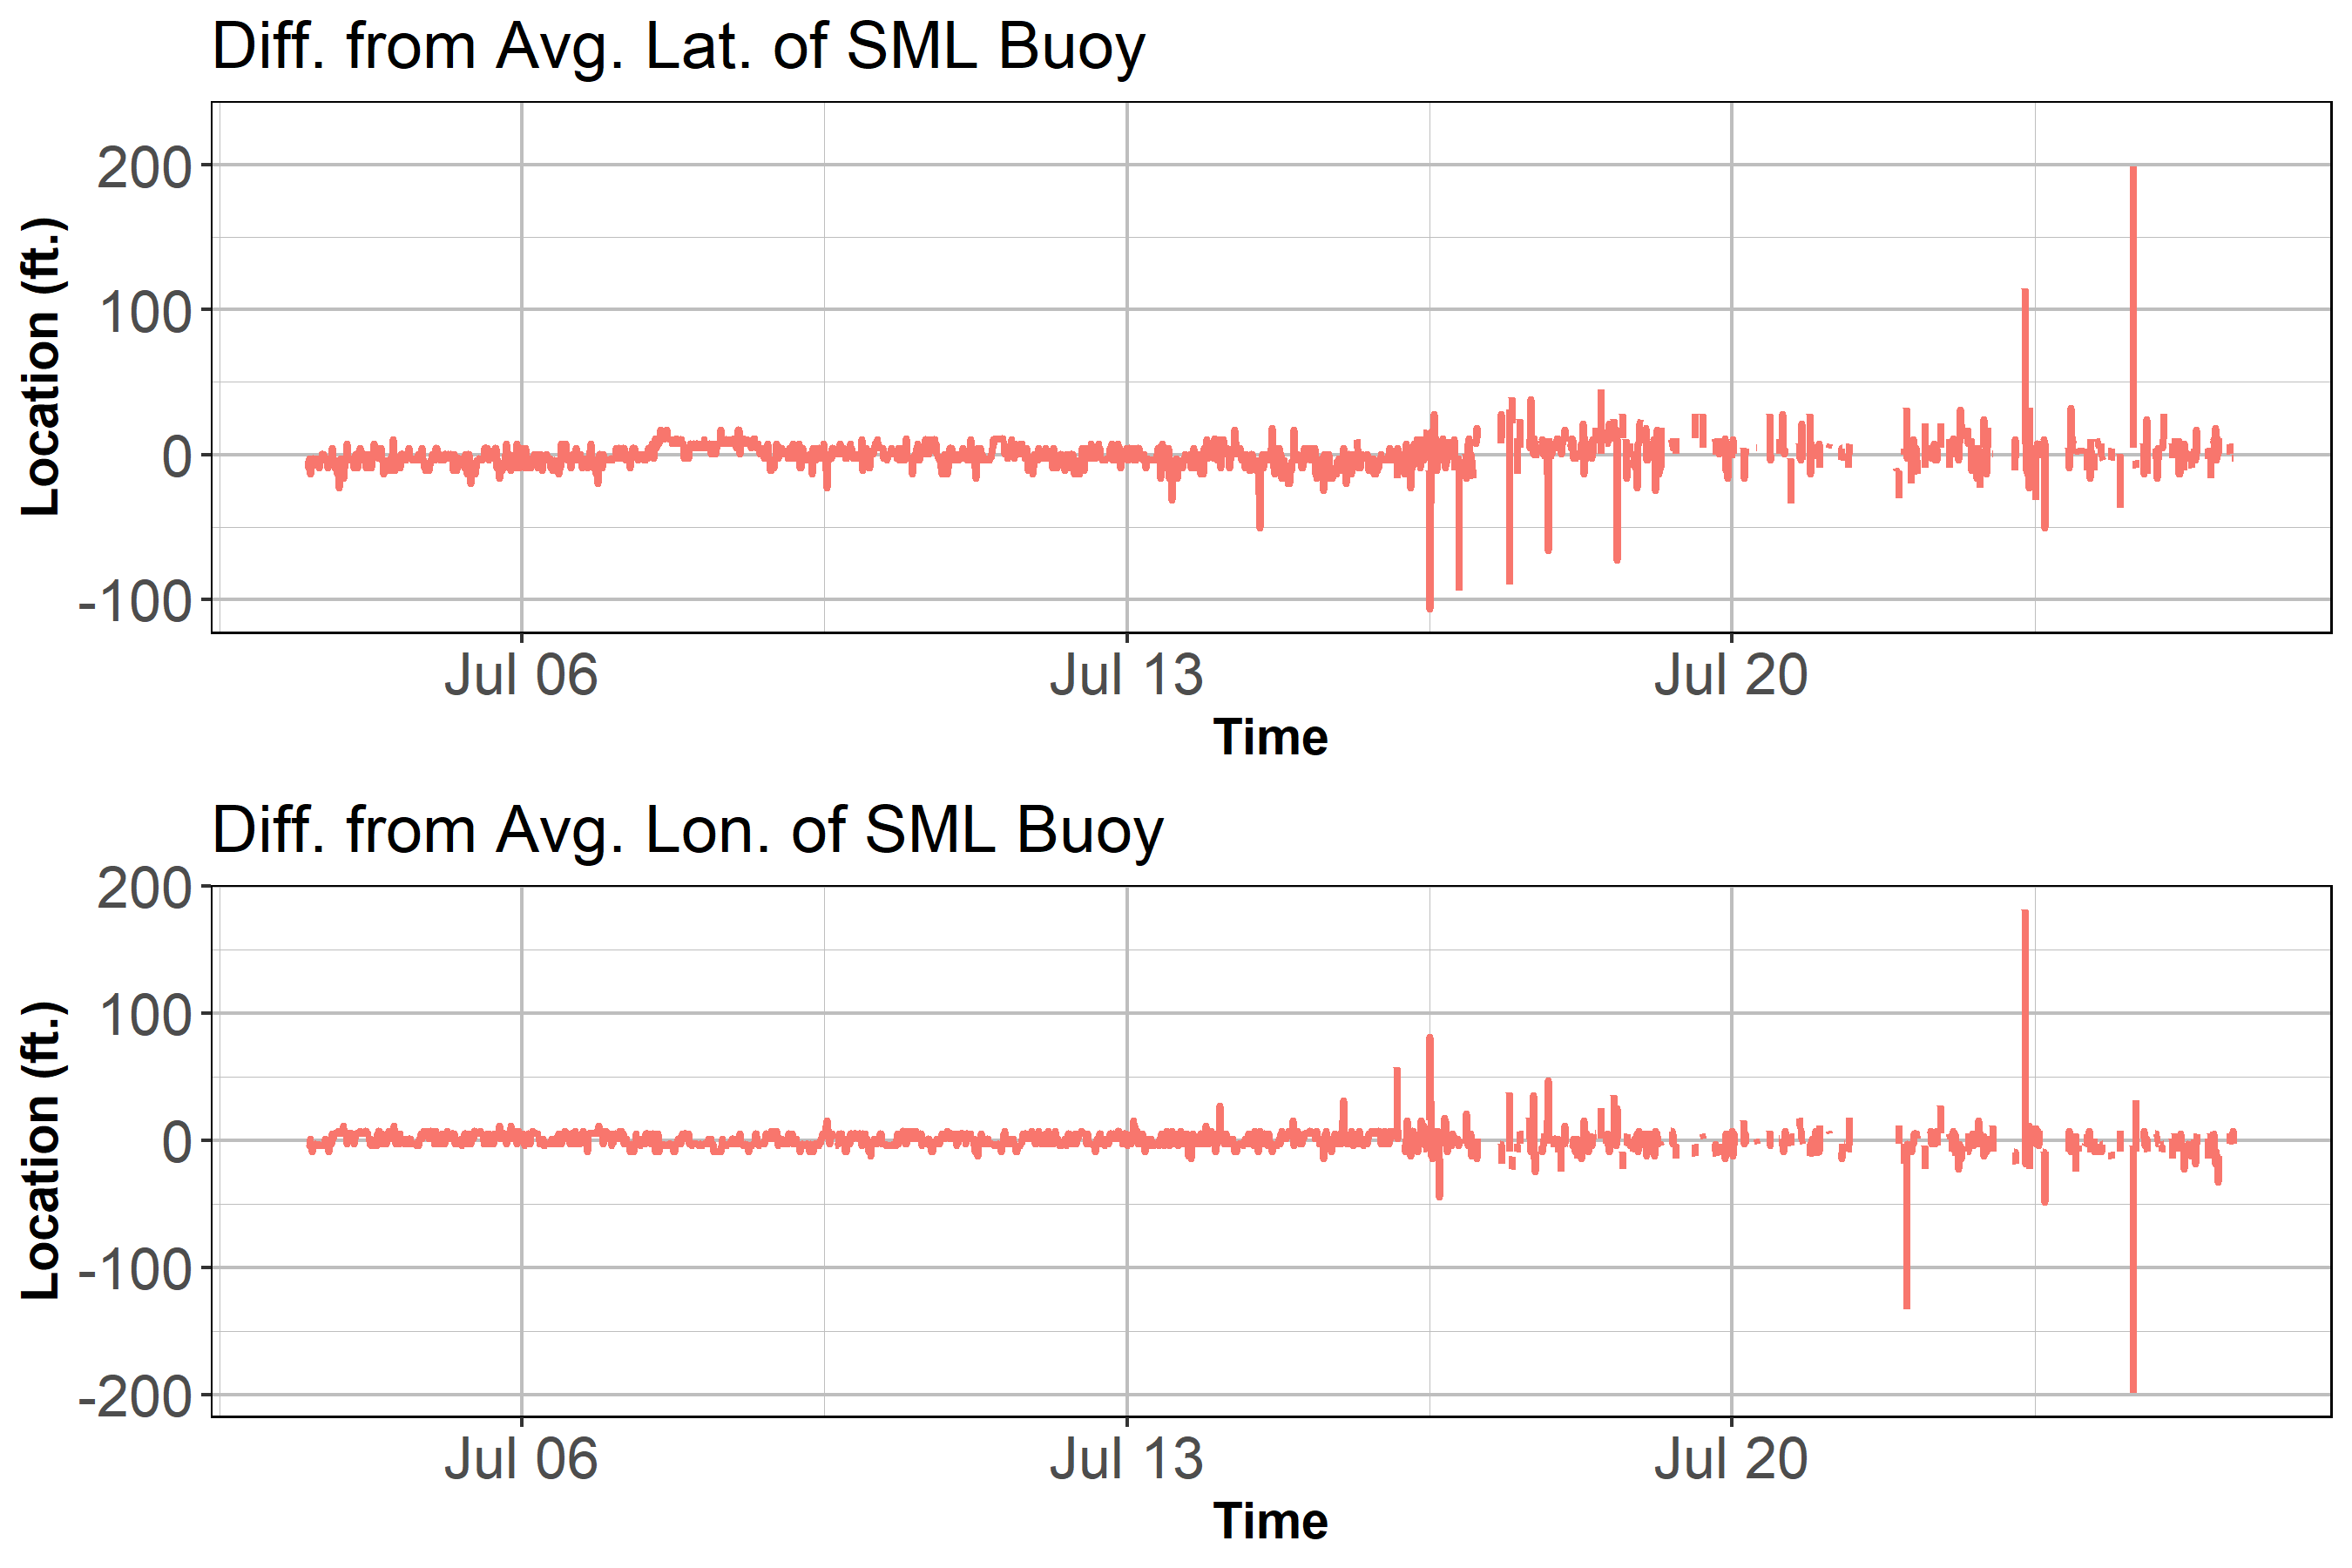 Diff. from Avg. Lat. of SML Buoy
200
100
0
-100
Location (ft.)
Jul 06 Jul 13 Jul 20
Time
Diff. from Avg. Lon. of SML Buoy
200
100
0
-100
-200
Location (ft.)
Jul 06 Jul 13 Jul 20
Time